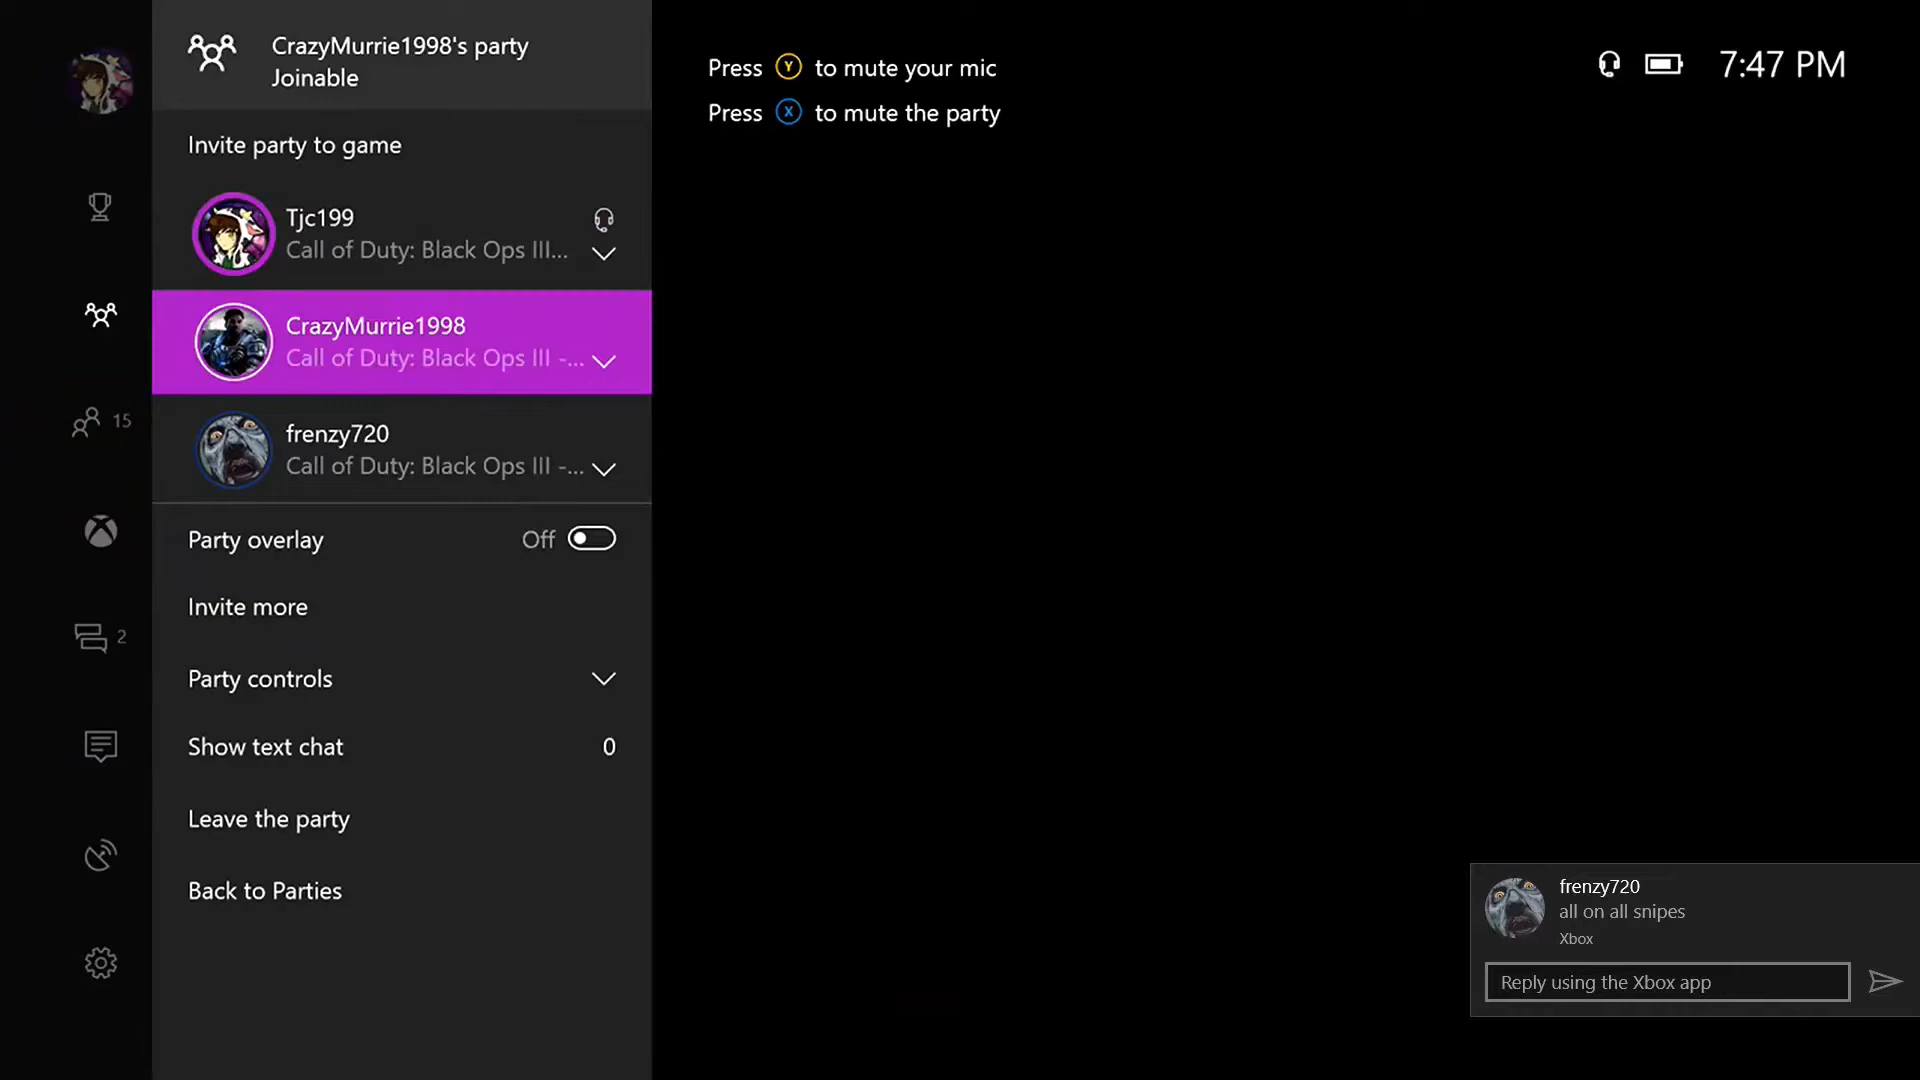 CrazyMurrie1998's party
Joinable
Invite party to game
Tjc199
Call of Duty: Black Ops III...
CrazyMurrie1998
Call of Duty: Black Ops III -...
frenzy720
Call of Duty: Black Ops III -...
Party overlay Off
Invite more
Party controls
Show text chat 0
Leave the party
Back to Parties
15
2
Press Y to mute your mic
Press X to mute the party
7:47 PM
frenzy720
all on all snipes
Xbox
Reply using the Xbox app